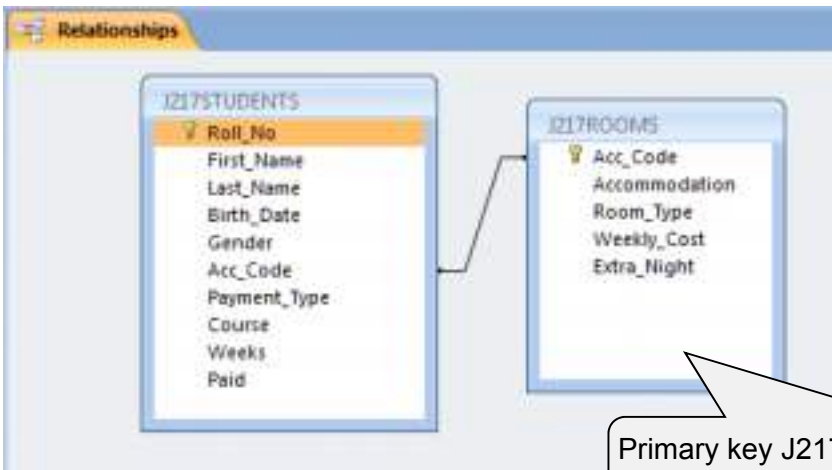 Relationships
J217STUDENTS
Roll_No
First_Name
Last_Name
Birth_Date
Gender
Acc_Code
Payment_Type
Course
Weeks
Paid
J217ROOMS
Acc_Code
Accommodation
Room_Type
Weekly_Cost
Extra_Night
Primary key J217